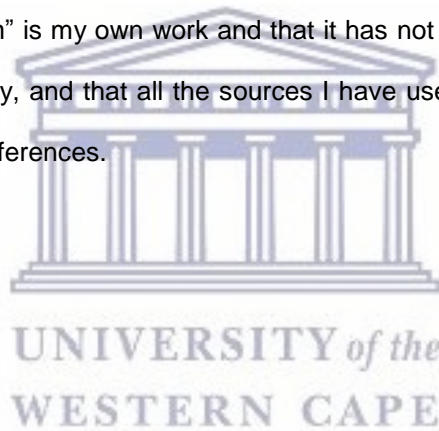 n” is my own work and that it has not
y, and that all the sources I have use
ferences.
UNIVERSITY of the
WESTERN CAPE